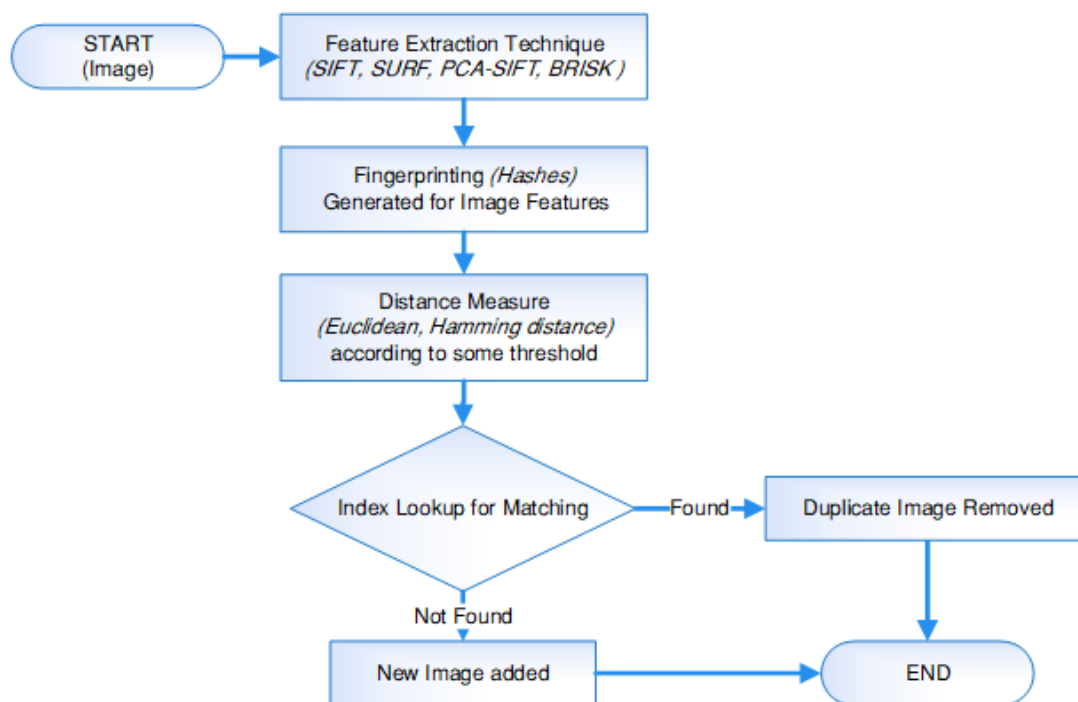 START
(Image)
Feature Extraction Technique
(SIFT, SURF, PCA-SIFT, BRISK )
Fingerprinting (Hashes)
Generated for Image Features
Distance Measure
(Euclidean, Hamming distance)
according to some threshold
Index Lookup for Matching
Found
Duplicate Image Removed
Not Found
New Image added
END